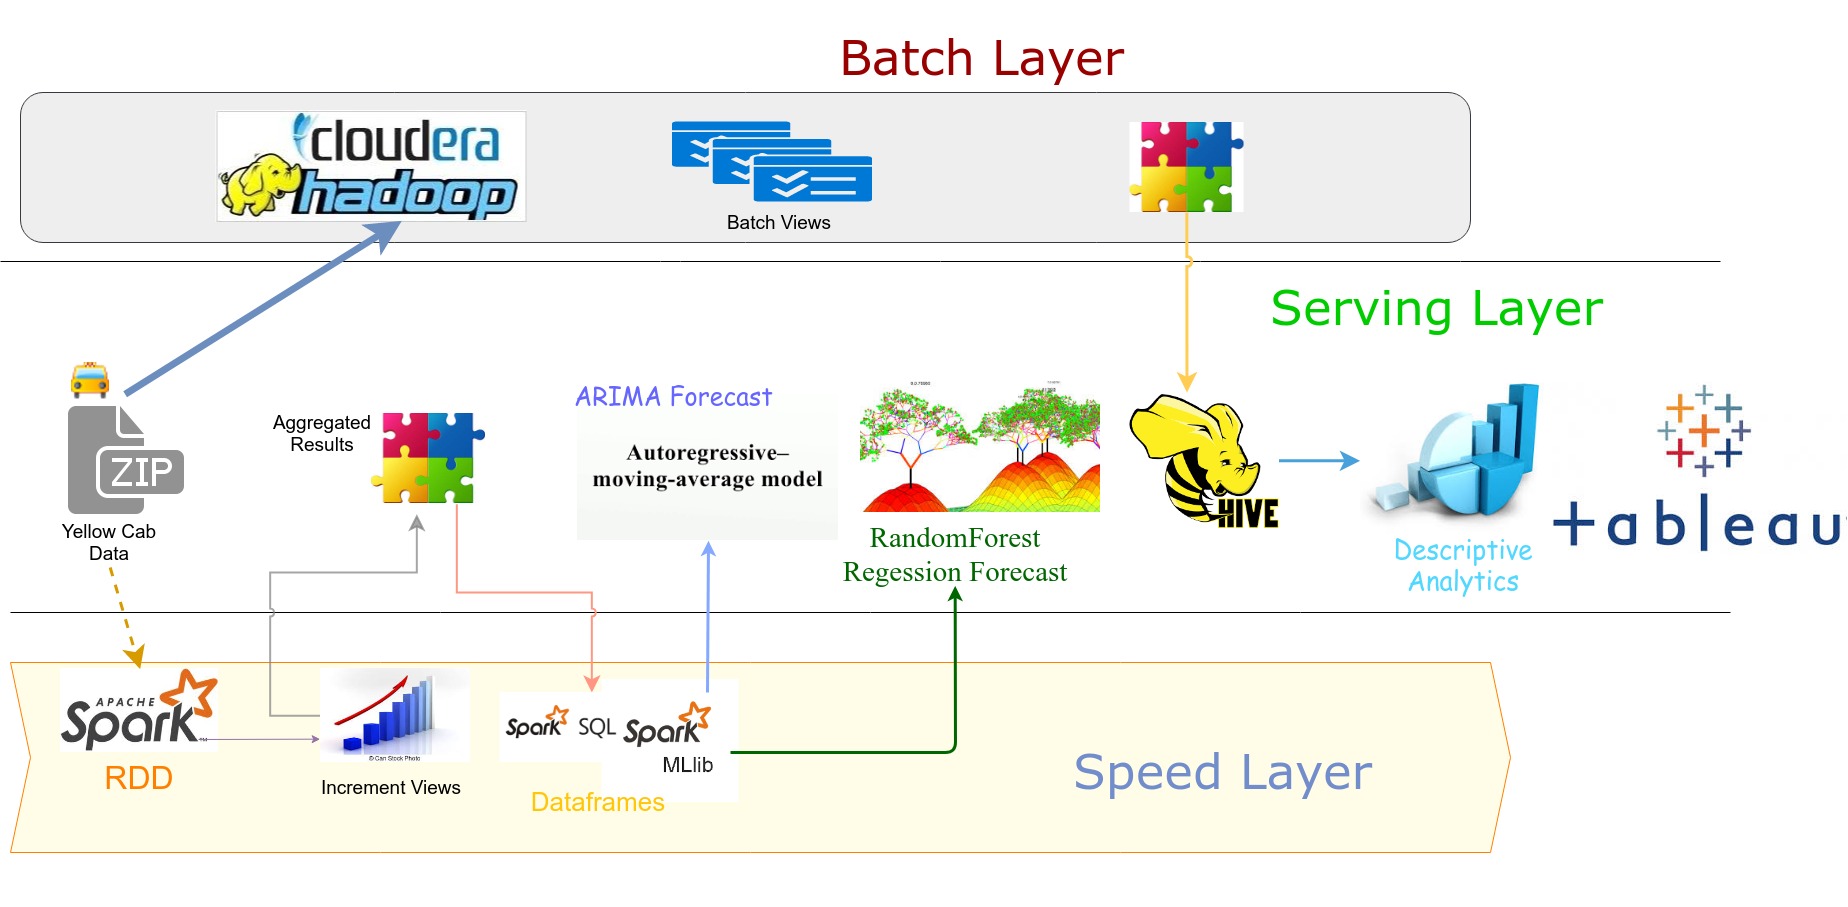 Batch Layer
cloudera
hadoop
Batch Views
Serving Layer
ARIMA Forecast
Aggregated
Results
Autoregressive–
moving-average model
ZIP
HIVE
+ableau
Yellow Cab
Data
RandomForest
Regession Forecast
Descriptive
Analytics
APACHE
Spark
RDD
© Can Stock Photo
Increment Views
Spark SQL
Spark
MLlib
Dataframes
Speed Layer